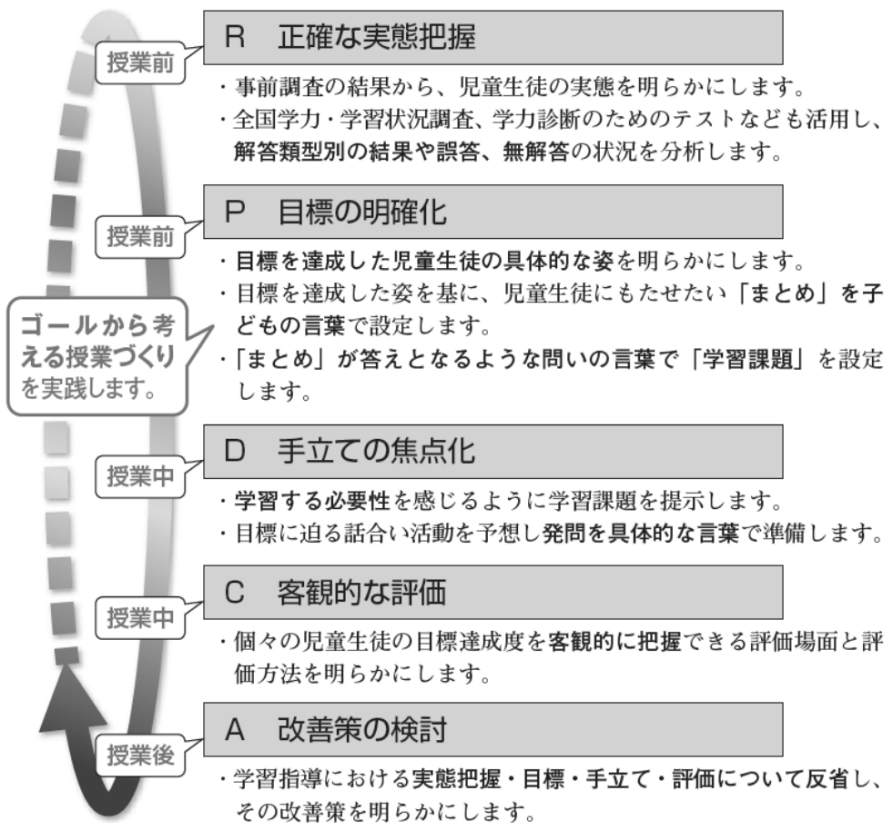 授業前
R 正確な実態把握
・事前調査の結果から、児童生徒の実態を明らかにします。
・全国学力・学習状況調査、学力診断のためのテストなども活用し、
解答類型別の結果や誤答、無解答の状況を分析します。
授業前
P 目標の明確化
・目標を達成した児童生徒の具体的な姿を明らかにします。
・目標を達成した姿を基に、児童生徒にもたせたい「まとめ」を子
どもの言葉で設定します。
・「まとめ」が答えとなるような問いの言葉で「学習課題」を設定
します。
ゴールから考
える授業づくり
を実践します。
授業中
D 手立ての焦点化
・学習する必要性を感じるように学習課題を提示します。
・目標に迫る話合い活動を予想し発問を具体的な言葉で準備します。
授業中
C 客観的な評価
・個々の児童生徒の目標達成度を客観的に把握できる評価場面と評
価方法を明らかにします。
授業後
A 改善策の検討
・学習指導における実態把握・目標・手立て・評価について反省し、
その改善策を明らかにします。